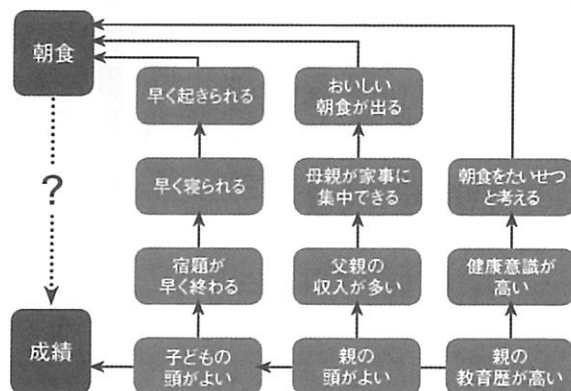 朝食
早く起きられる
おいしい
朝食が出る
?
早く寝られる
母親が家事に
集中できる
朝食をたいせつ
と考える
宿題が
早く終わる
父親の
収入が多い
健康意識が
高い
成績
子どもの
頭がよい
親の
頭がよい
親の
教育歴が高い